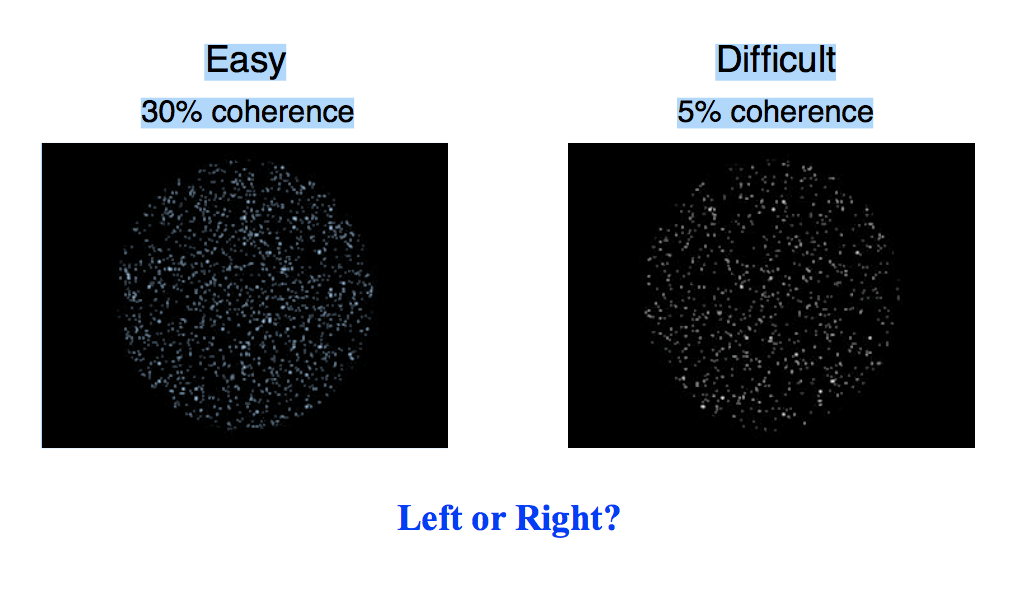 Easy
Difficult
30% coherence
5% coherence
Left or Right?